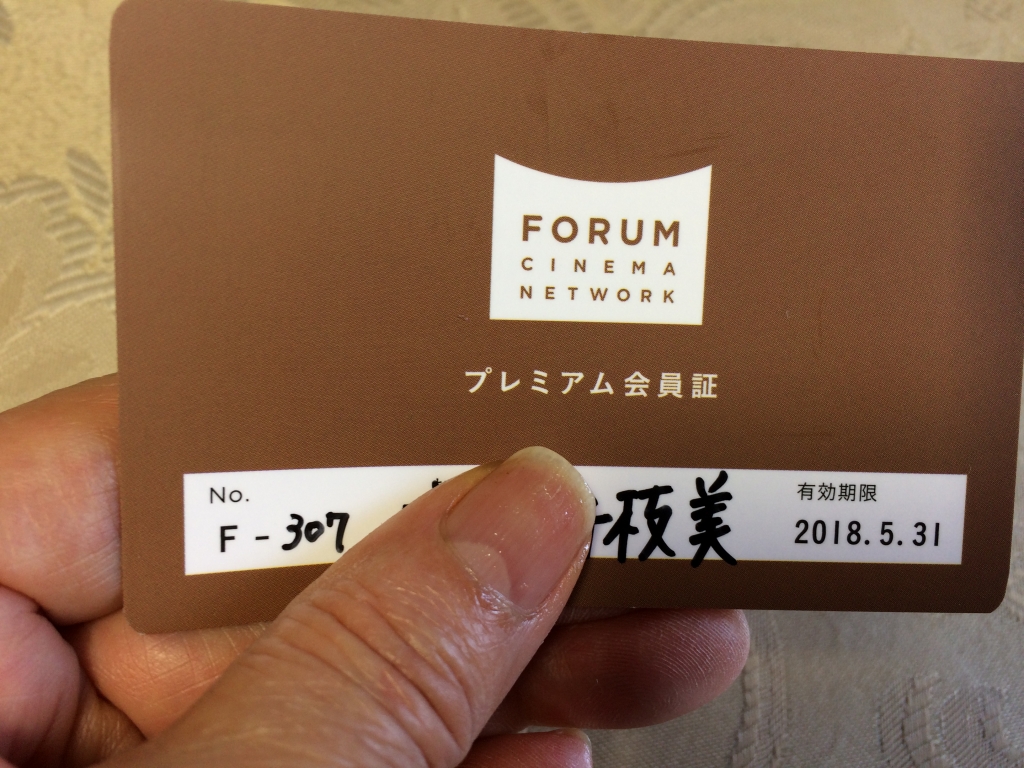 FORUM
CINEMA
NETWORK
プレミアム会員証
No.
F-307
枝美
有効期限
2018.5.31